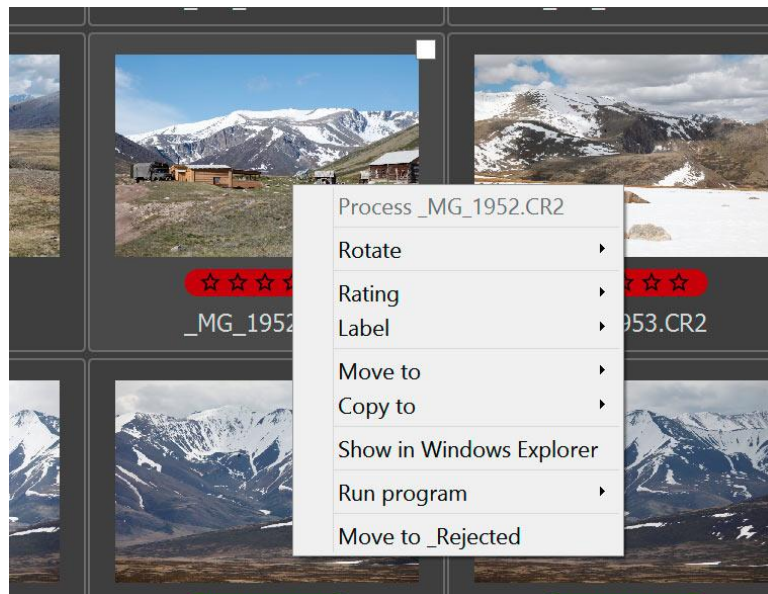 Process _MG_1952.CR2
Rotate
Rating
Label
_MG_1952
953.CR2
Move to
Copy to
Show in Windows Explorer
Run program
Move to _Rejected